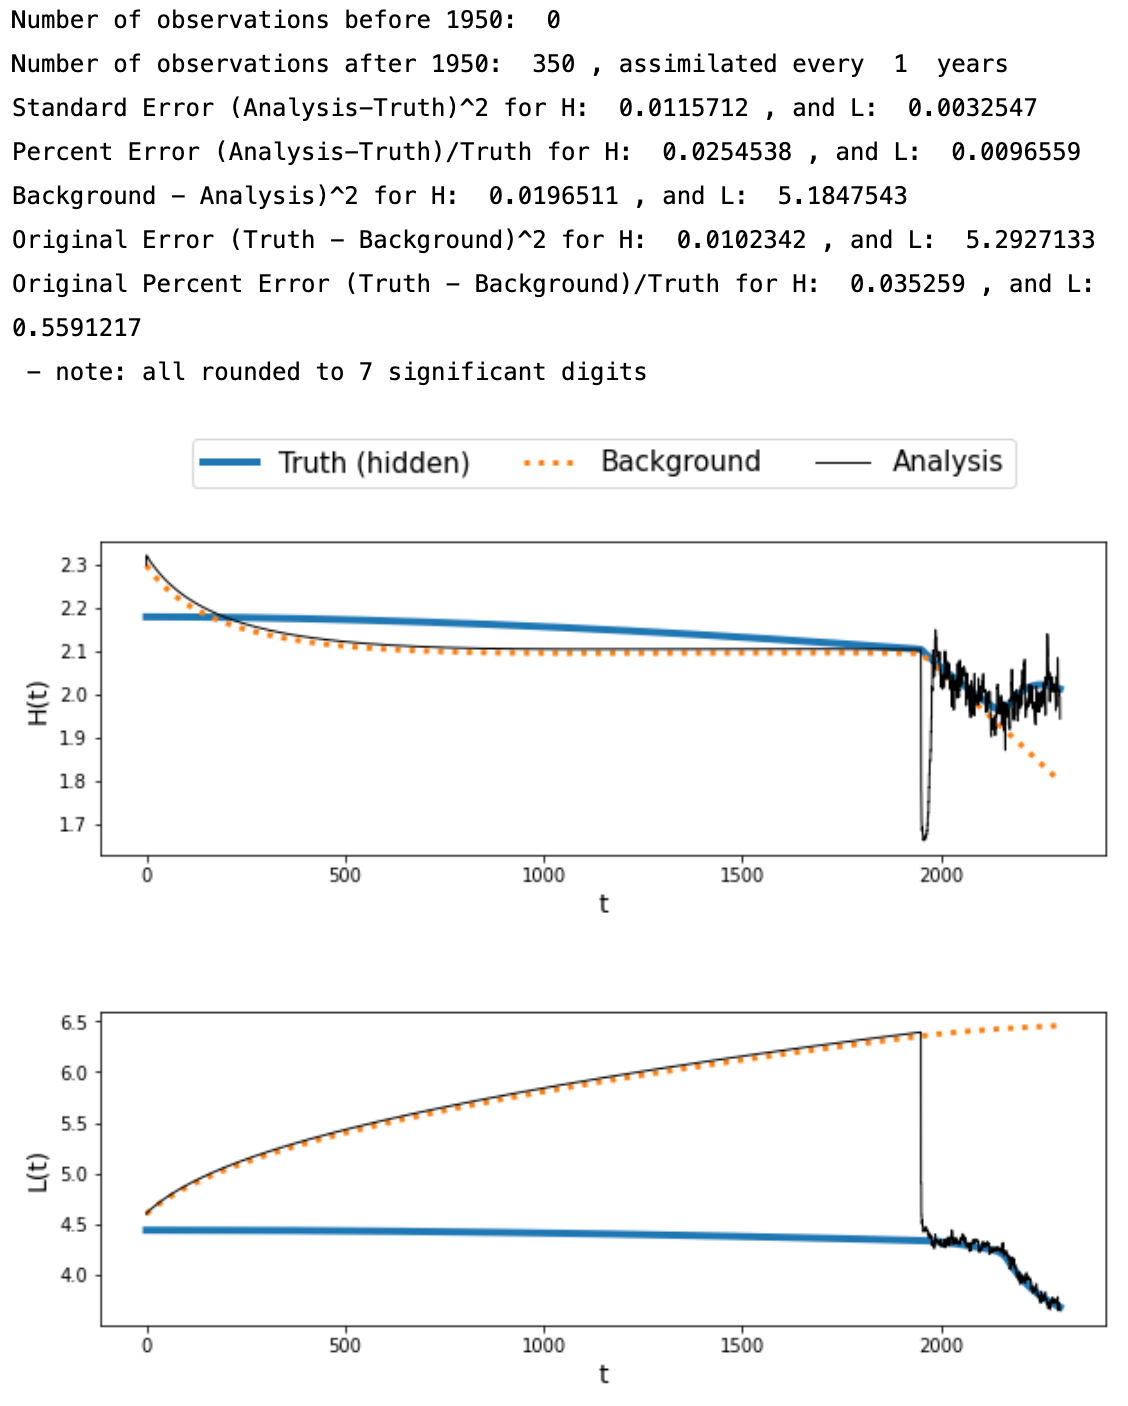 Number of observations before 1950:  0
Number of observations after 1950:  350 , assimilated every  1  years
Standard Error (Analysis-Truth)^2 for H:  0.0115712 , and L:  0.0032547
Percent Error (Analysis-Truth)/Truth for H:  0.0254538 , and L:  0.0096559
Background - Analysis)^2 for H:  0.0196511 , and L:  5.1847543
Original Error (Truth - Background)^2 for H:  0.0102342 , and L:  5.2927133
Original Percent Error (Truth - Background)/Truth for H:  0.035259 , and L:
0.5591217
 - note: all rounded to 7 significant digits
Truth (hidden) Background Analysis
2.3
2.2
2.1
2.0
1.9
1.8
1.7
H(t)
0 500 1000 1500 2000
t
6.5
6.0
5.5
5.0
4.5
4.0
L(t)
0 500 1000 1500 2000
t